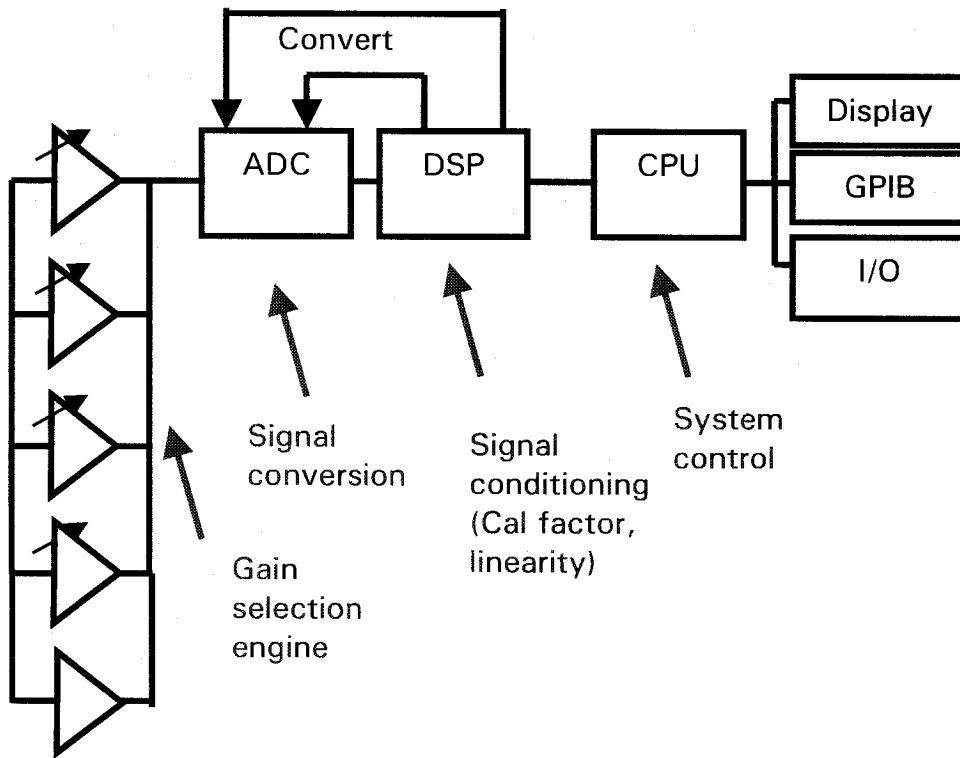 Convert
ADC
DSP
CPU
Display
GPIB
I/O
Signal
conversion
Signal
conditioning
(Cal factor,
linearity)
System
control
Gain
selection
engine